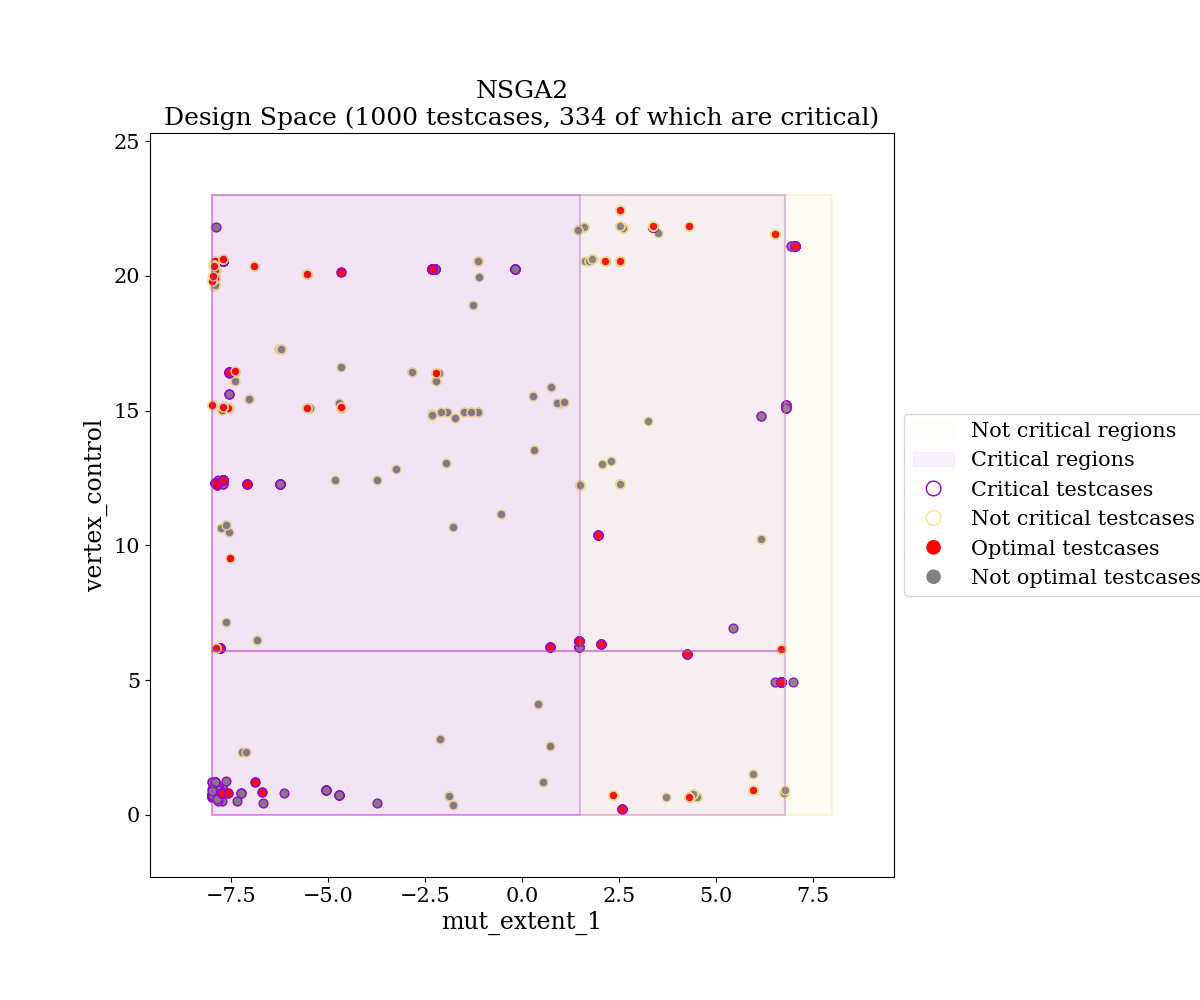 NSGA2
Design Space (1000 testcases, 334 of which are critical)
25
20
15
10
5
0
vertex_control
−7.5
−5.0
−2.5
0.0
2.5
5.0
7.5
mut_extent_1
Not critical regions
Critical regions
Critical testcases
Not critical testcases
Optimal testcases
Not optimal testcases